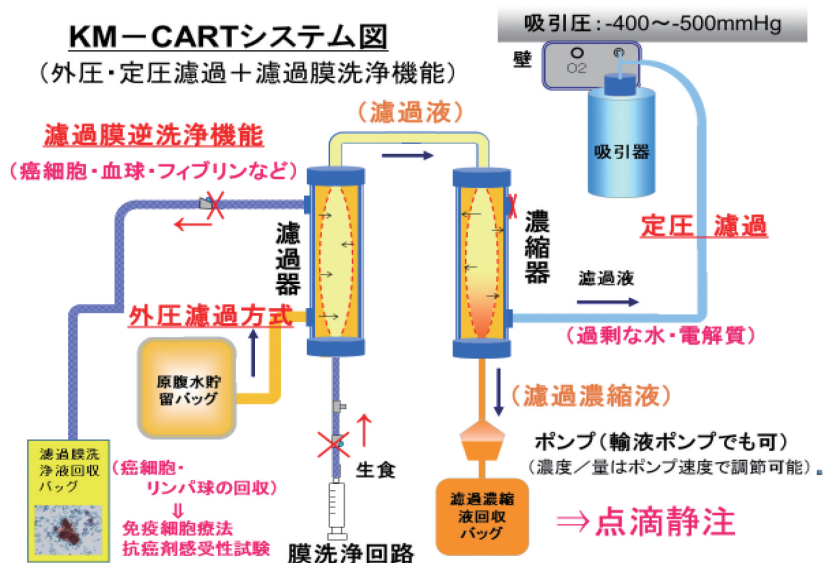 KM－CARTシステム図
（外圧・定圧濾過＋濾過膜洗浄機能）
吸引圧：-400～-500mmHg
壁
O2
吸引器
濾過膜逆洗浄機能
（癌細胞・血球・フィブリンなど）
（濾過液）
濾過器
濃縮器
定圧 濾過
濾過液
（過剰な水・電解質）
外圧濾過方式
原腹水貯
留バッグ
（濾過濃縮液）
ポンプ（輸液ポンプでも可）
（濃度／量はポンプ速度で調節可能）。
濾過膜洗
浄液回収
バッグ
（癌細胞・
リンパ球の回収）
⇓
免疫細胞療法
抗癌剤感受性試験
生食
膜洗浄回路
濾過濃縮
液回収
バッグ
⇒点滴静注